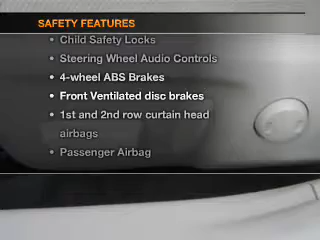 SAFETY FEATURES
• Child Safety Locks
• Steering Wheel Audio Controls
• 4-wheel ABS Brakes
• Front Ventilated disc brakes
• 1st and 2nd row curtain head
airbags
• Passenger Airbag